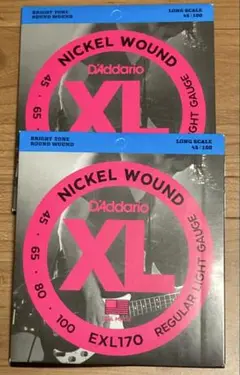 BRIGHT TONE
ROUND WOUND
LONG SCALE
45/100
NICKEL WOUND
D'Addario
XL
45
65
BRIGHT TONE
ROUND WOUND
LONG SCALE
45/100
NICKEL WOUND
D'Addario
XL
45 · 65 · 80 · 100
EXL170
REGULAR LIGHT GAUGE